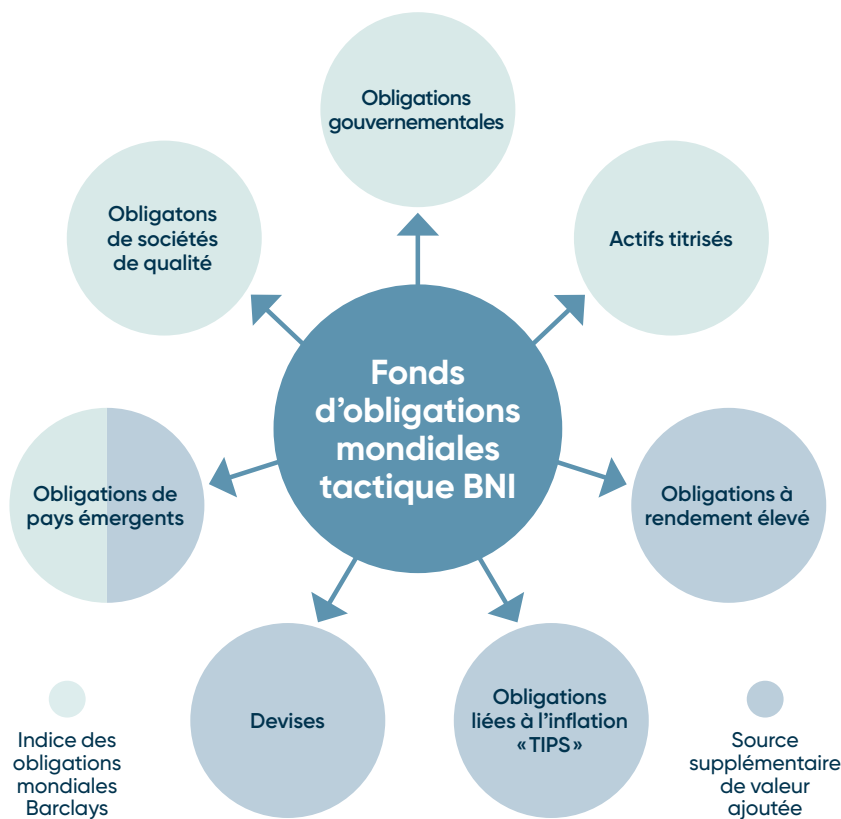 Obligations
gouvernementales
Obligatons
de sociétés
de qualité
Actifs titrisés
Fonds
d’obligations
mondiales
tactique BNI
Obligations de
pays émergents
Obligations à
rendement élevé
Devises
Obligations
liées à l’inflation
« TIPS »
Indice des
obligations
mondiales
Barclays
Source
supplémentaire
de valeur
ajoutée